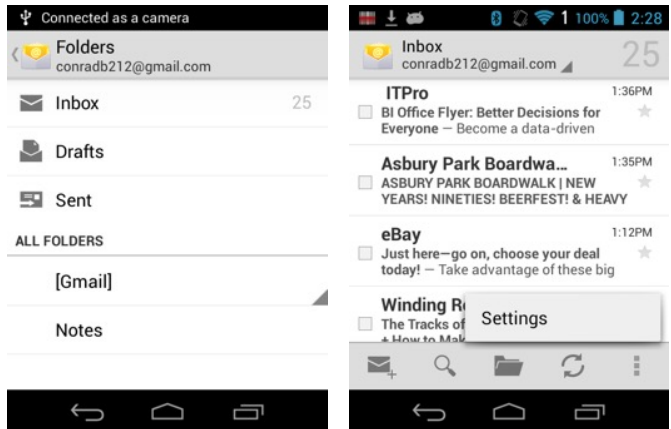 Connected as a camera
Folders
conradb212@gmail.com
Inbox 25
Drafts
Sent
ALL FOLDERS
[Gmail]
Notes
1 100% 2:28
Inbox 25
conradb212@gmail.com
ITPro 1:36PM
BI Office Flyer: Better Decisions for
Everyone — Become a data-driven
Asbury Park Boardwa... 1:35PM
ASBURY PARK BOARDWALK | NEW
YEARS! NINETIES! BEERFEST! & HEAVY
eBay 1:12PM
Just here—go on, choose your deal
today! — Take advantage of these big
Winding R
The Tracks of
+ How to Mak
Settings